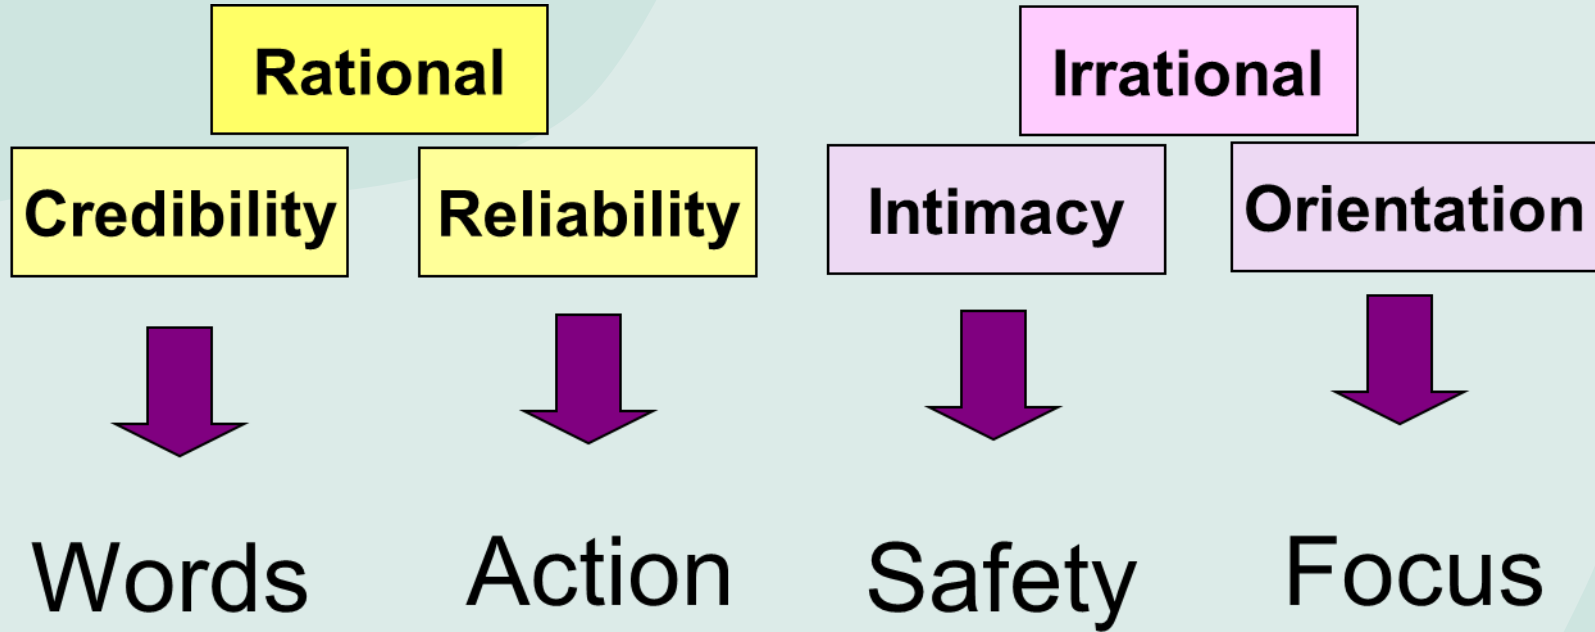 Rational
Irrational
Credibility
Reliability
Intimacy
Orientation
Words
Action
Safety
Focus